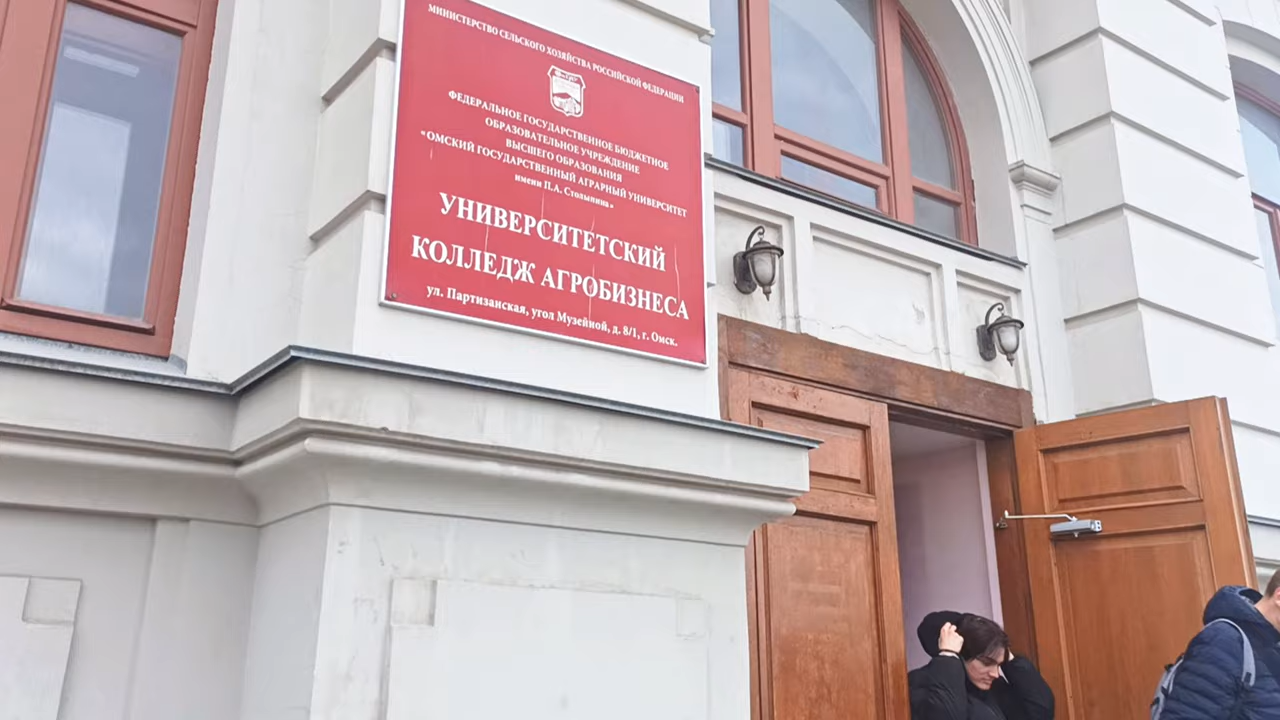 МИНИСТЕРСТВО СЕЛЬСКОГО ХОЗЯЙСТВА РОССИЙСКОЙ ФЕДЕРАЦИИ
ФЕДЕРАЛЬНОЕ ГОСУДАРСТВЕННОЕ БЮДЖЕТНОЕ
ОБРАЗОВАТЕЛЬНОЕ УЧРЕЖДЕНИЕ
ВЫСШЕГО ОБРАЗОВАНИЯ
«ОМСКИЙ ГОСУДАРСТВЕННЫЙ АГРАРНЫЙ УНИВЕРСИТЕТ
имени П.А. Столыпина»
УНИВЕРСИТЕТСКИЙ
КОЛЛЕДЖ АГРОБИЗНЕСА
ул. Партизанская, угол Музейной, д. 8/1, г. Омск.